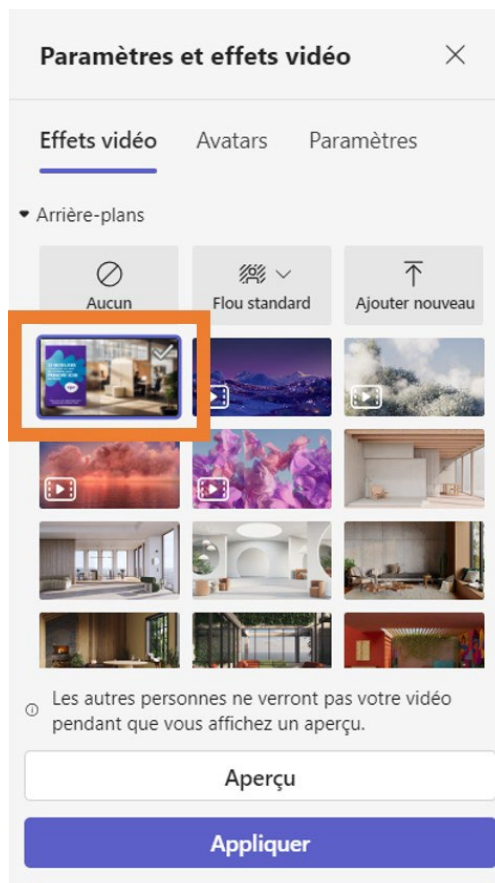 Paramètres et effets vidéo
Effets vidéo Avatars Paramètres
Arrière-plans
Aucun Flou standard Ajouter nouveau
Les autres personnes ne verront pas votre vidéo
pendant que vous affichez un aperçu.
Aperçu
Appliquer